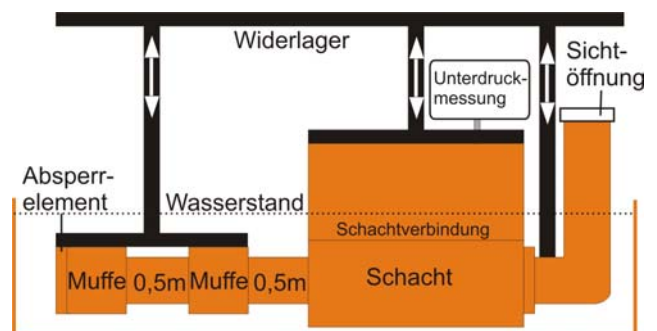 Widerlager
Sicht-
öffnung
Unterdruck-
messung
Absperr-
element
Wasserstand
Schachtverbindung
Muffe 0,5m Muffe 0,5m Schacht